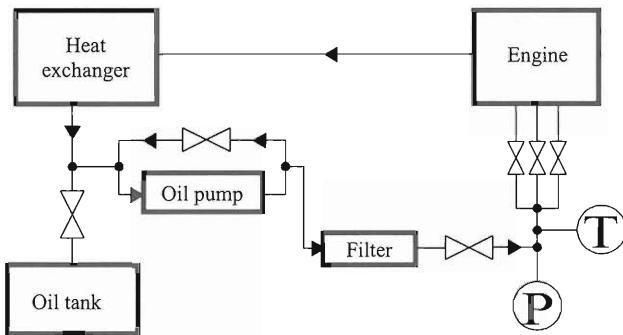 Heat
exchanger
Engine
Oil pump
T
Filter
Oil tank
P